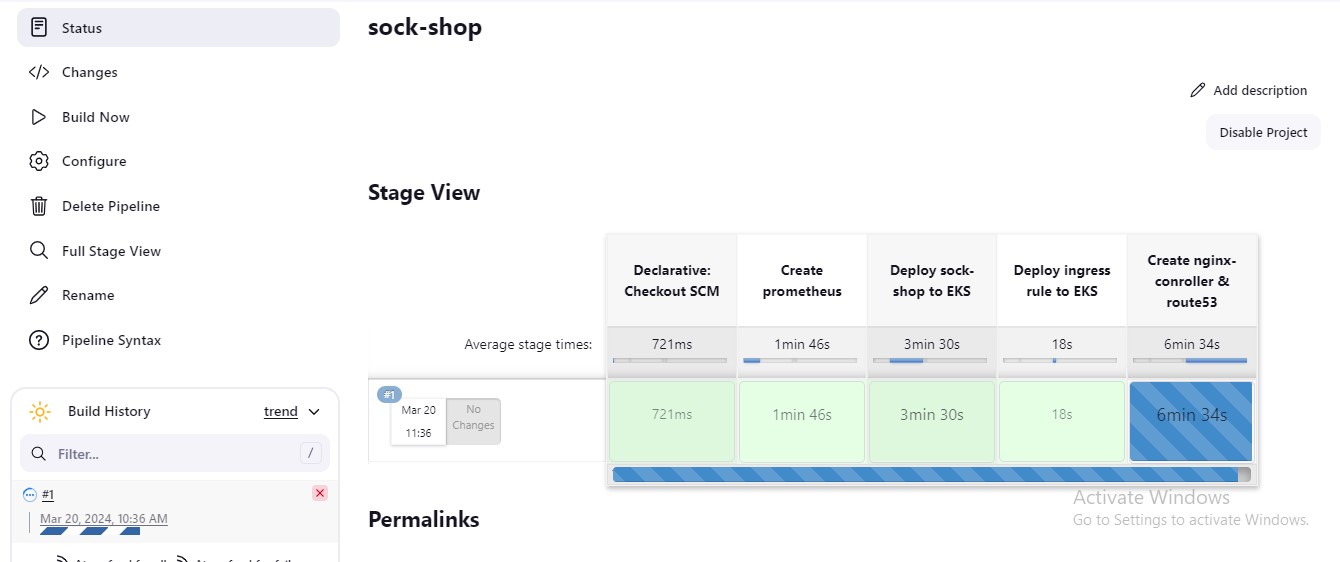 Status
Changes
Build Now
Configure
Delete Pipeline
Full Stage View
Rename
Pipeline Syntax
Build History
trend
Filter...
/
#1
Mar 20, 2024, 10:36 AM
sock-shop
Add description
Disable Project
Stage View
Declarative:
Checkout SCM
Create
prometheus
Deploy sock-
shop to EKS
Deploy ingress
rule to EKS
Create nginx-
conroller &
route53
Average stage times:
721ms
1min 46s
3min 30s
18s
6min 34s
#1
Mar 20
11:36
No
Changes
721ms
1min 46s
3min 30s
18s
6min 34s
Permalinks
Activate Windows
Go to Settings to activate Windows.